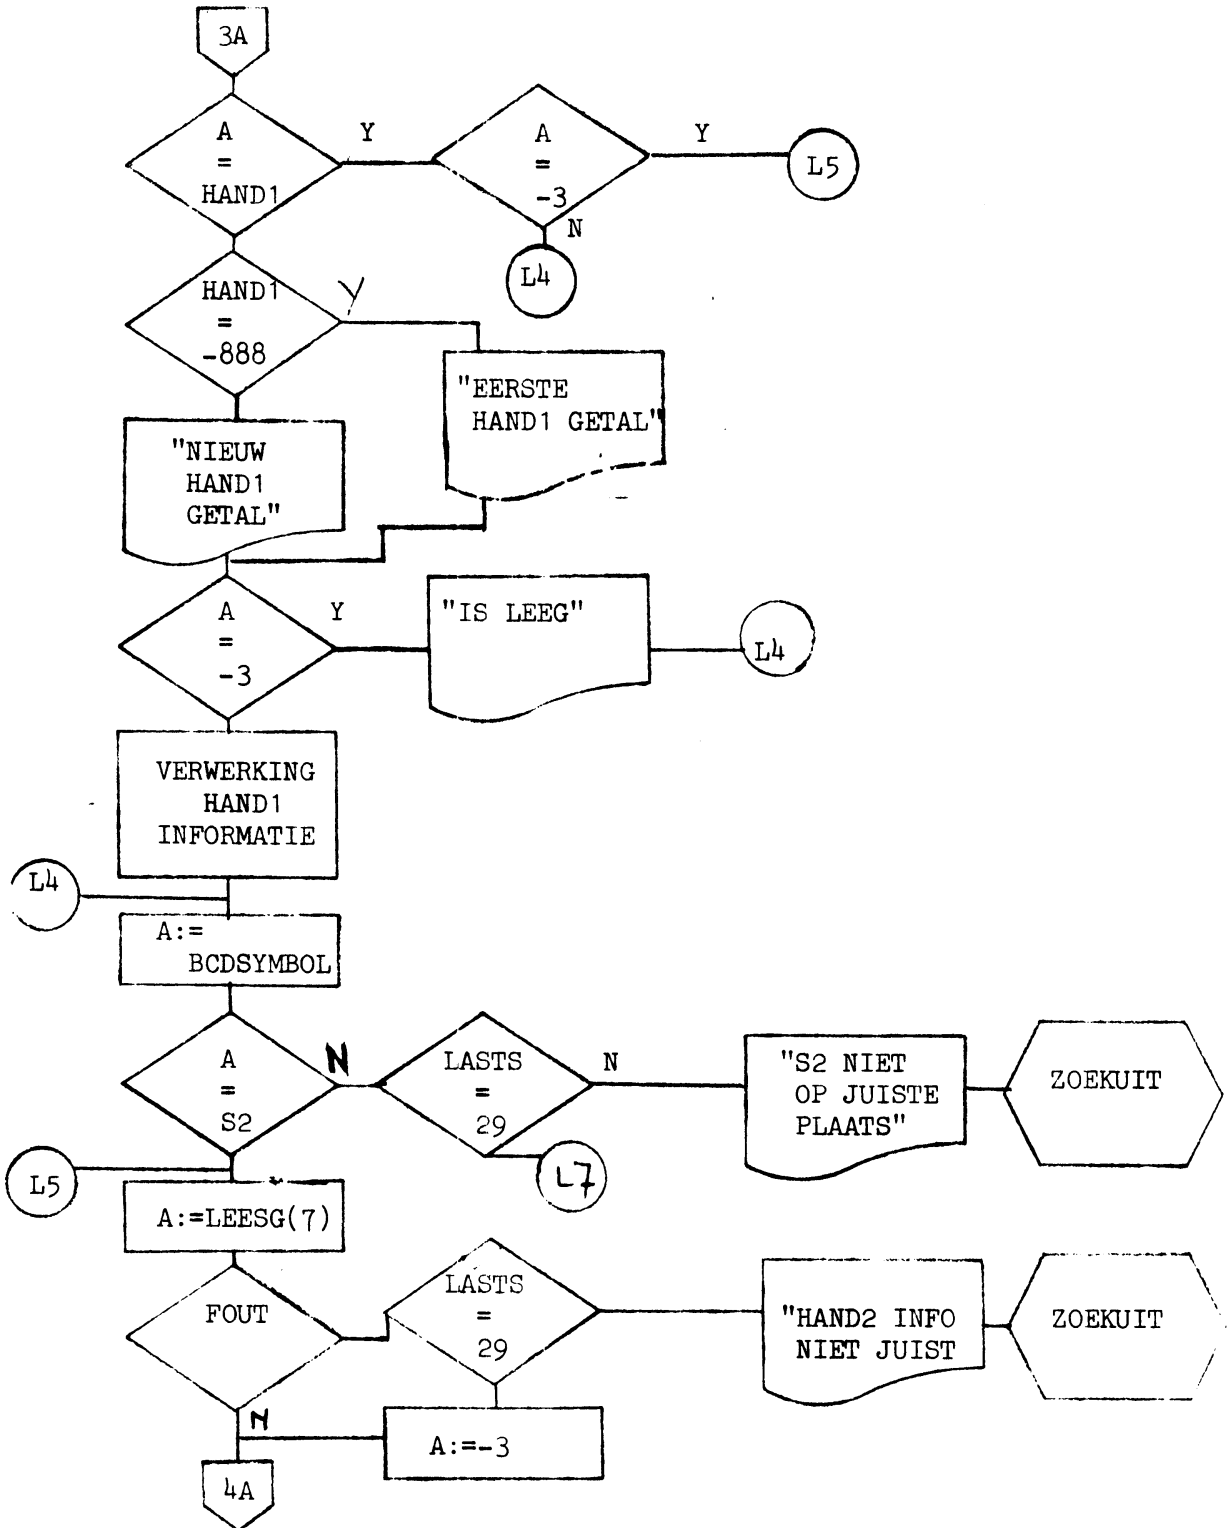 3A
A
=
HAND1
Y
A
=
-3
Y
L5
N
L4
HAND1
=
-888
Y
"EERSTE
HAND1 GETAL"
"NIEUW
HAND1
GETAL"
A
=
-3
Y
"IS LEEG"
L4
VERWERKING
HAND1
INFORMATIE
L4
A:=
BCDSYMBOL
A
=
S2
N
LASTS
=
29
N
"S2 NIET
OP JUISTE
PLAATS"
ZOEKUIT
L7
L5
A:=LEESG(7)
FOUT
LASTS
=
29
"HAND2 INFO
NIET JUIST
ZOEKUIT
N
A:=-3
4A